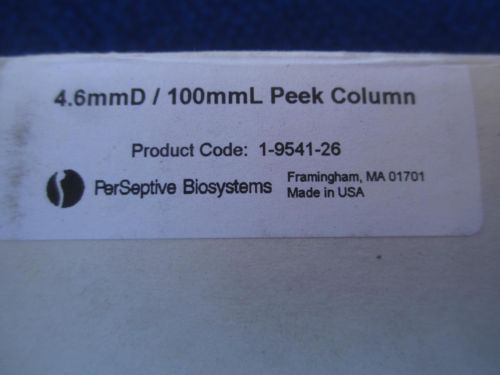 4.6mmD / 100mmL Peek Column
Product Code: 1-9541-26
PerSeptive Biosystems
Framingham, MA 01701
Made in USA